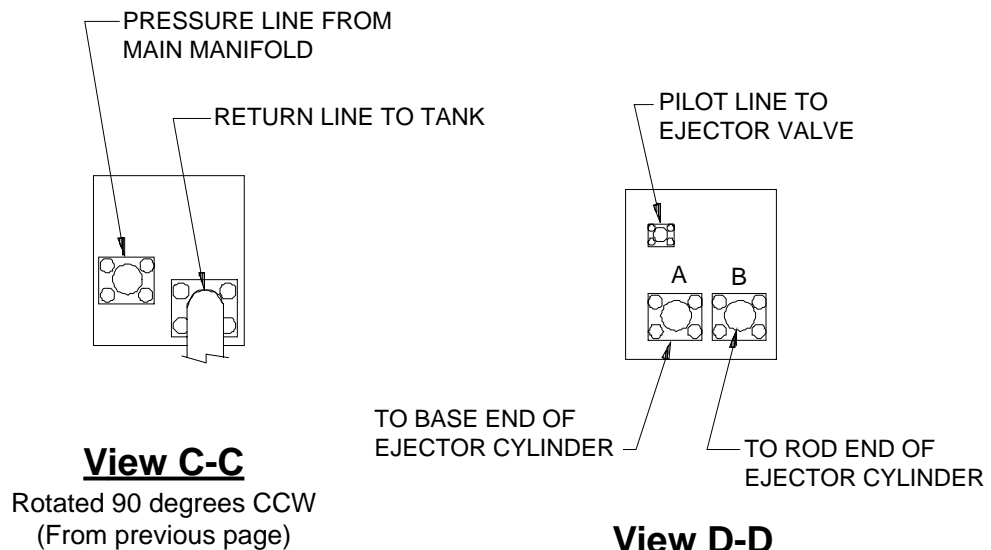 PRESSURE LINE FROM
MAIN MANIFOLD
RETURN LINE TO TANK
View C-C
Rotated 90 degrees CCW
(From previous page)
PILOT LINE TO
EJECTOR VALVE
A B
TO BASE END OF
EJECTOR CYLINDER
TO ROD END OF
EJECTOR CYLINDER
View D-D